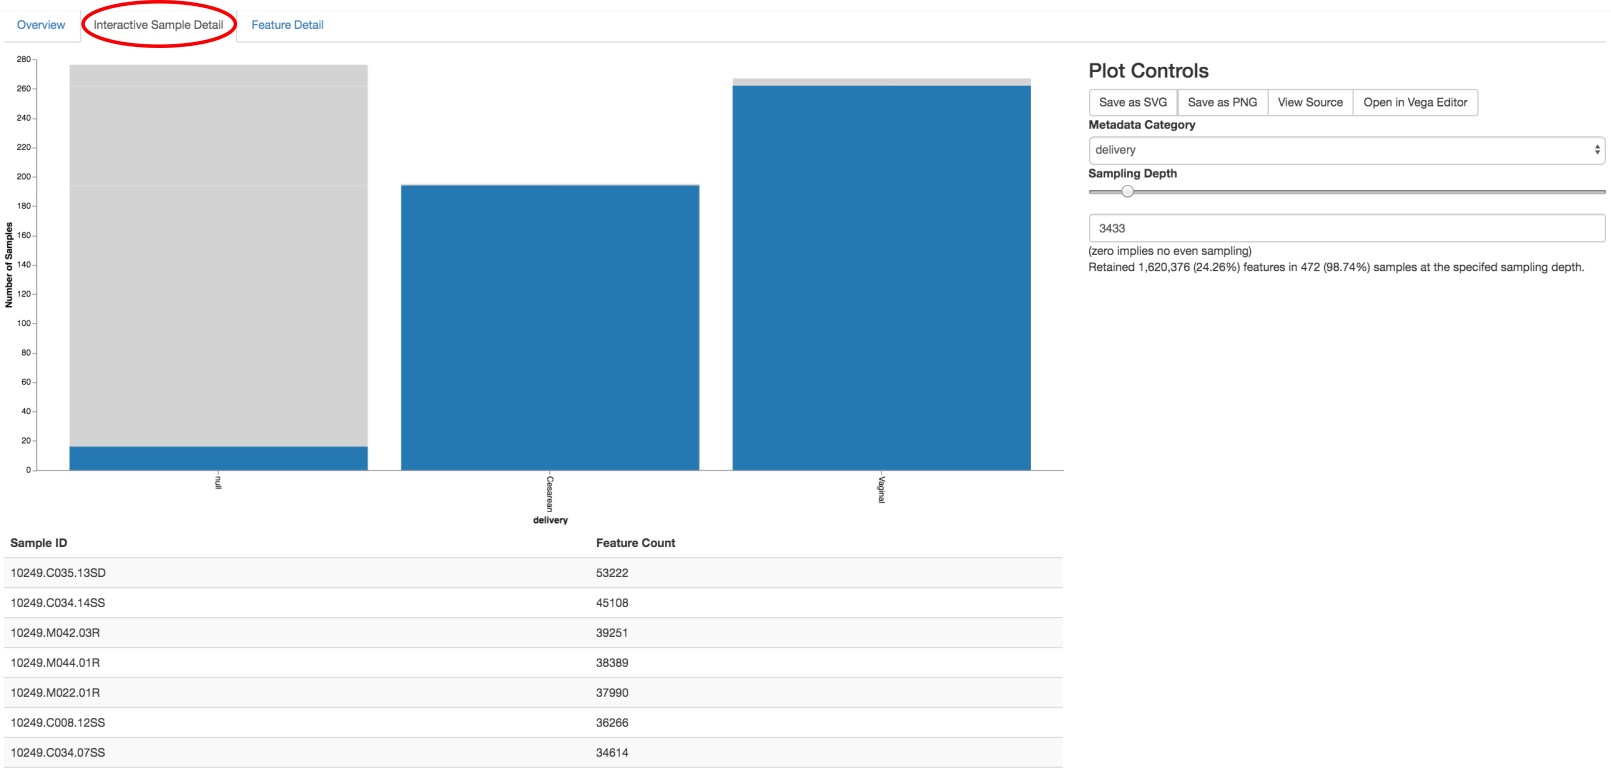 Overview Interactive Sample Detail Feature Detail
280
260
240
220
200
180
160
140
120
100
80
60
40
20
0
Number of Samples
null
Cesarean
Vaginal
delivery
Plot Controls
Save as SVG Save as PNG View Source Open in Vega Editor
Metadata Category
delivery
Sampling Depth
3433
(zero implies no even sampling)
Retained 1,620,376 (24.26%) features in 472 (98.74%) samples at the specifed sampling depth.
Sample ID Feature Count
10249.C035.13SD 53222
10249.C034.14SS 45108
10249.M042.03R 39251
10249.M044.01R 38389
10249.M022.01R 37990
10249.C008.12SS 36266
10249.C034.07SS 34614